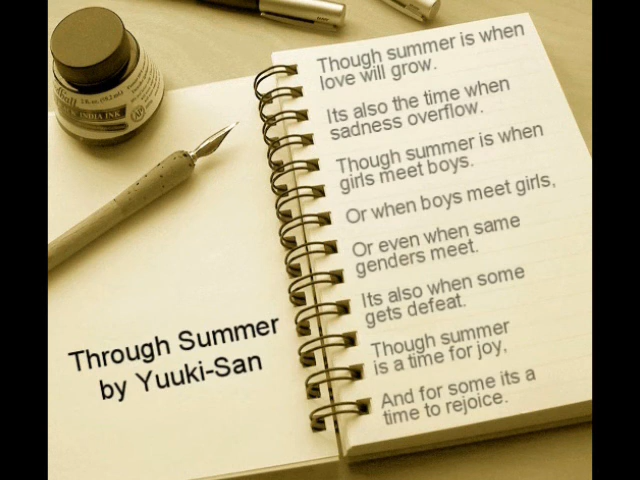 Though summer is when
love will grow.
Its also the time when
sadness overflow.
Though summer is when
girls meet boys.
Or when boys meet girls,
Or even when same
genders meet.
Its also when some
gets defeat.
Though summer
is a time for joy,
And for some its a
time to rejoice.
Through Summer
by Yuuki-San
INDIA INK